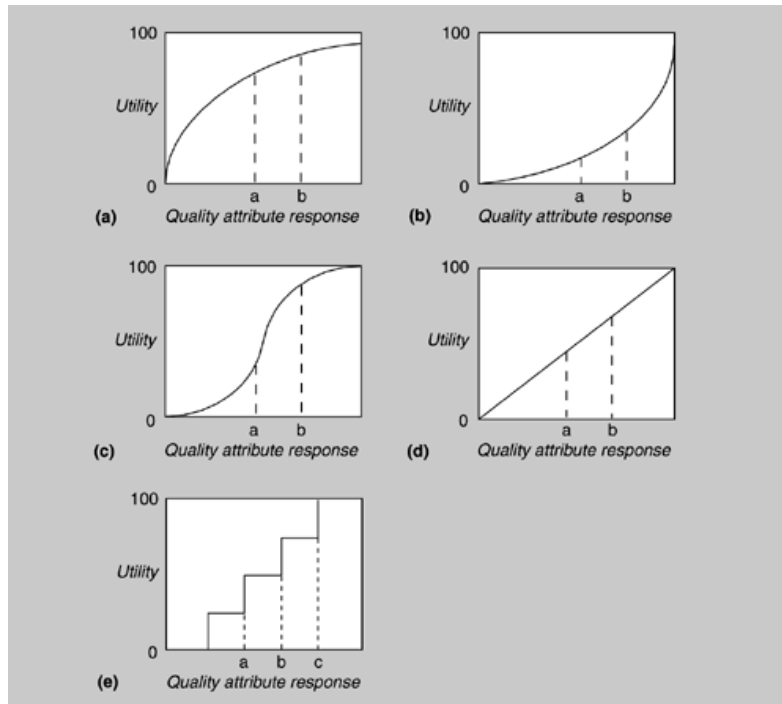 100
Utility
0
a b
(a) Quality attribute response
100
Utility
0
a b
(b) Quality attribute response
100
Utility
0
a b
(c) Quality attribute response
100
Utility
0
a b
(d) Quality attribute response
100
Utility
0
a b c
(e) Quality attribute response